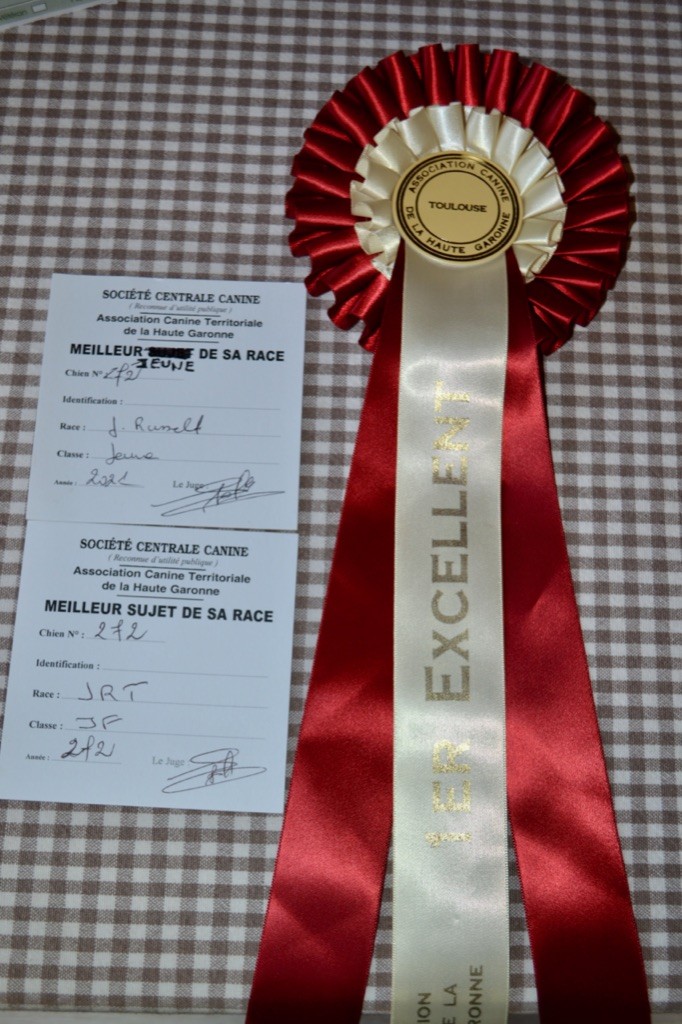 SOCIÉTÉ CENTRALE CANINE
( Reconnue d'utilité publique )
Association Canine Territoriale
de la Haute Garonne
MEILLEUR DE SA RACE
JEUNE
Chien N° 272
Identification :
Race : J. Russell
Classe : Jeune
Année : 2021 Le Juge
SOCIÉTÉ CENTRALE CANINE
( Reconnue d'utilité publique )
Association Canine Territoriale
de la Haute Garonne
MEILLEUR SUJET DE SA RACE
Chien N° : 272
Identification :
Race : JRT
Classe : JF
Année : 272 Le Juge
ASSOCIATION CANINE
TOULOUSE
DE LA HAUTE GARONNE
1ER EXCELLENT